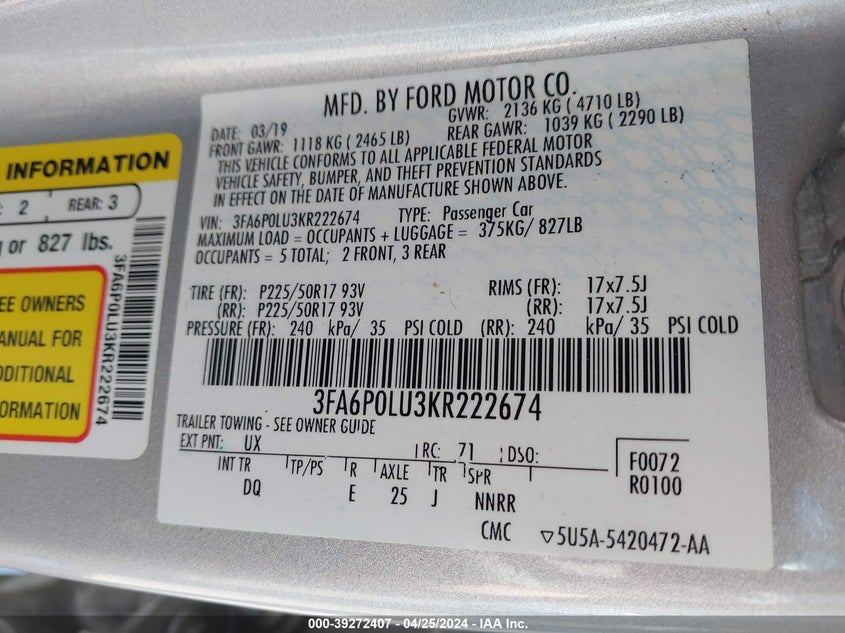 INFORMATION
2
REAR: 3
or 827 lbs.
EE OWNERS
ANUAL FOR
DDITIONAL
FORMATION
3FA6P0LU3KR222674
MFD. BY FORD MOTOR CO.
DATE: 03/19
GVWR: 2136 KG ( 4710 LB)
FRONT GAWR: 1118 KG ( 2465 LB)
REAR GAWR: 1039 KG ( 2290 LB)
THIS VEHICLE CONFORMS TO ALL APPLICABLE FEDERAL MOTOR
VEHICLE SAFETY, BUMPER, AND THEFT PREVENTION STANDARDS
IN EFFECT ON THE DATE OF MANUFACTURE SHOWN ABOVE.
VIN: 3FA6P0LU3KR222674 TYPE: Passenger Car
MAXIMUM LOAD = OCCUPANTS + LUGGAGE = 375KG/ 827LB
OCCUPANTS = 5 TOTAL; 2 FRONT, 3 REAR
TIRE (FR): P225/50R17 93V RIMS (FR): 17x7.5J
(RR): P225/50R17 93V (RR): 17x7.5J
PRESSURE (FR): 240 kPa/ 35 PSI COLD (RR): 240 kPa/ 35 PSI COLD
3FA6P0LU3KR222674
TRAILER TOWING - SEE OWNER GUIDE
EXT PNT: UX RC: 71 DSO:
F0072
R0100
INT TR TP/PS R AXLE TR SPR
DQ E 25 J NNRR
CMC ▽5U5A-5420472-AA
000-39272407 - 04/25/2024 - IAA Inc.